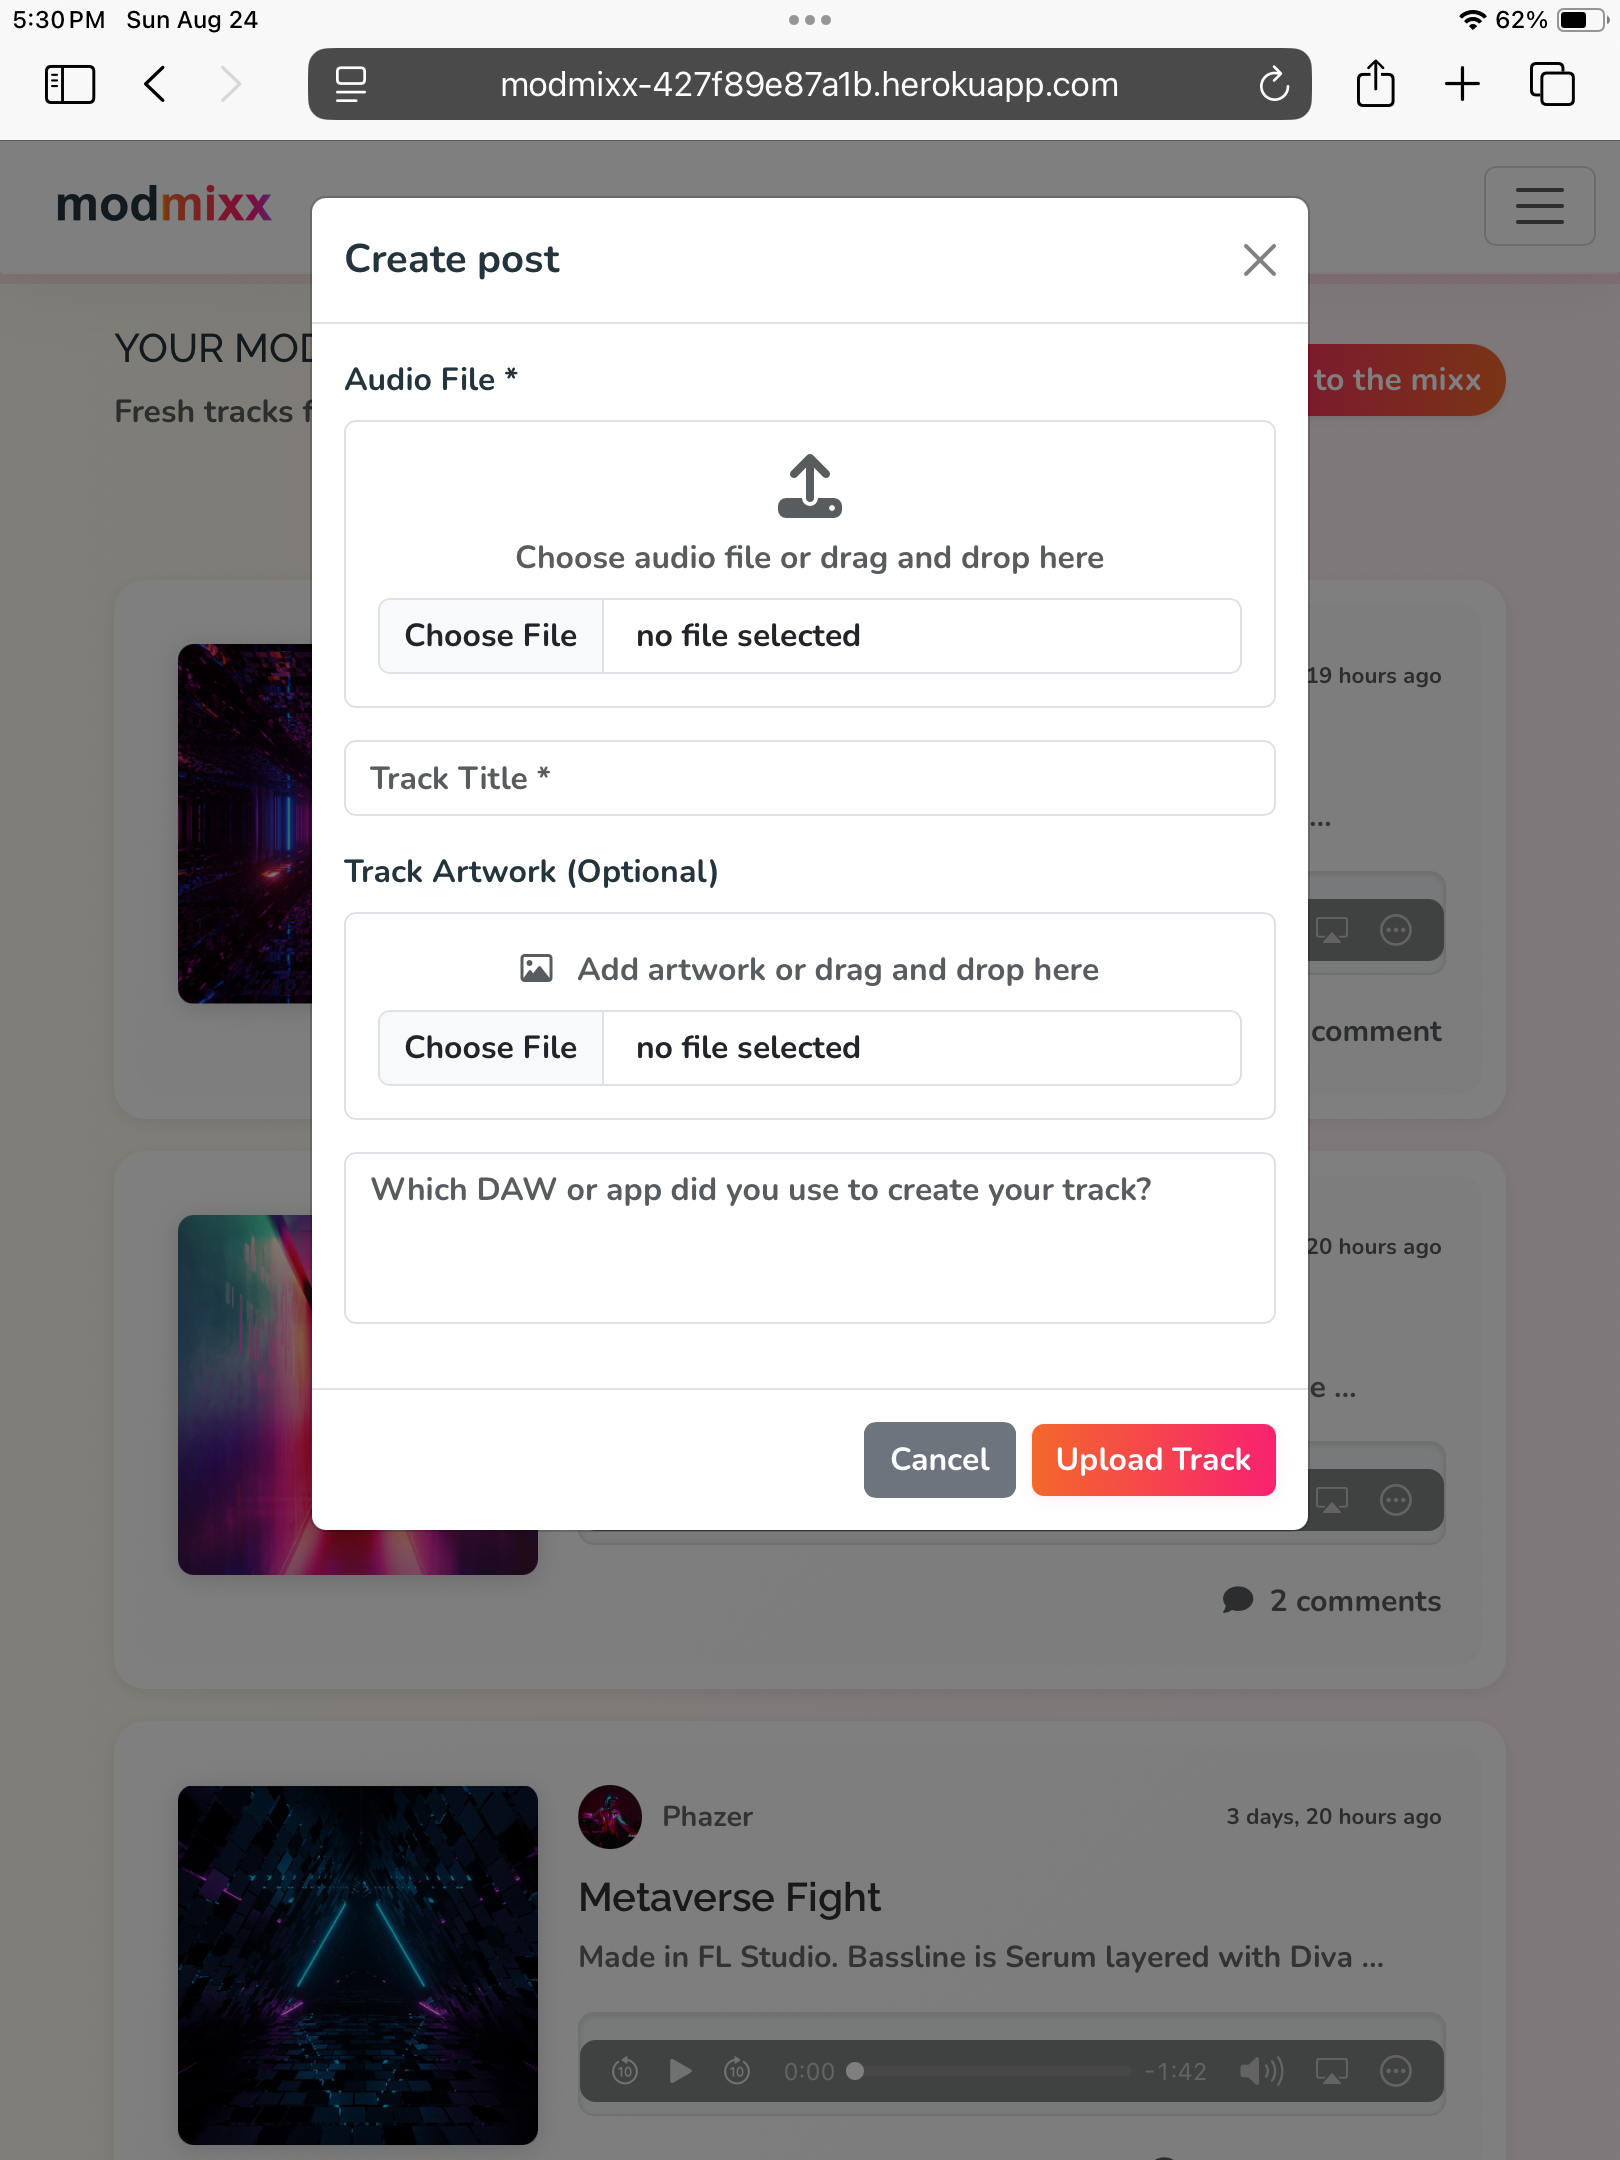 5:30 PM Sun Aug 24
62%
modmixx-427f89e87a1b.herokuapp.com
modmixx
Create post
YOUR MOD
Fresh tracks f
to the mixx
Audio File *
Choose audio file or drag and drop here
Choose File no file selected
19 hours ago
Track Title *
...
Track Artwork (Optional)
Add artwork or drag and drop here
comment
Choose File no file selected
Which DAW or app did you use to create your track?
20 hours ago
e ...
Cancel
Upload Track
2 comments
Phazer
3 days, 20 hours ago
Metaverse Fight
Made in FL Studio. Bassline is Serum layered with Diva ...
10 10 0:00 -1:42